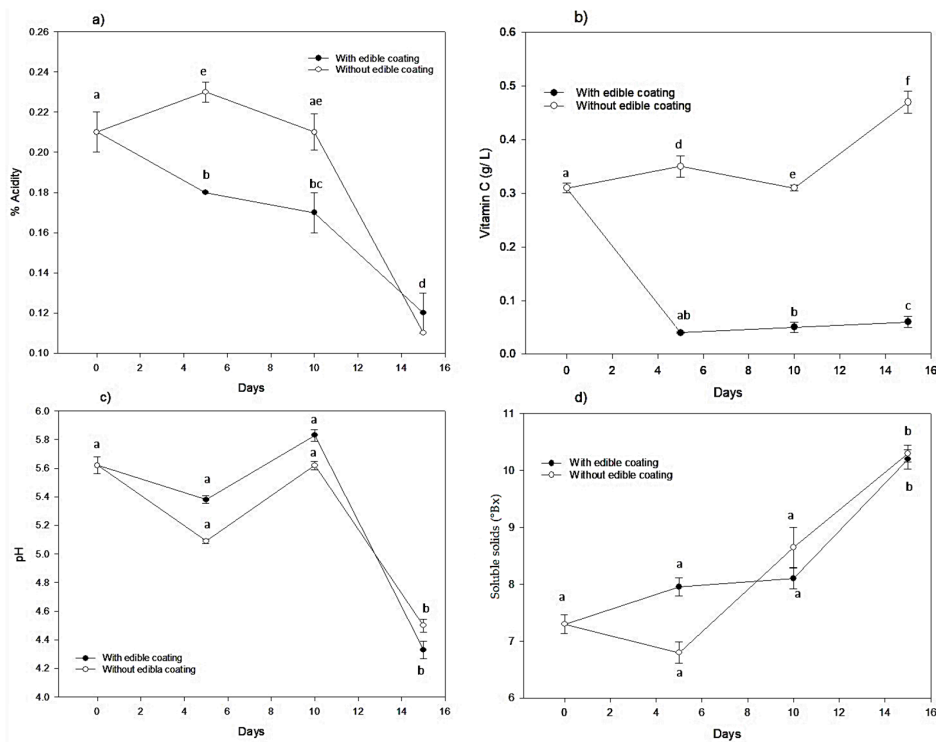 a)
With edible coating
Without edible coating
0.26
0.24
0.22
0.20
0.18
0.16
0.14
0.12
0.10
% Acidity
a
e
ae
b
bc
d
0 2 4 6 8 10 12 14 16
Days
b)
With edible coating
Without edible coating
0.6
0.5
0.4
0.3
0.2
0.1
0.0
Vitamin C (g/ L)
a
d
e
f
ab
b
c
0 2 4 6 8 10 12 14 16
Days
c)
6.0
5.8
5.6
5.4
5.2
5.0
4.8
4.6
4.4
4.2
4.0
pH
a
a
a
a
a
b
b
With edible coating
Without edibla coating
0 2 4 6 8 10 12 14 16
Days
d)
With edible coating
Without edible coating
11
10
9
8
7
6
Soluble solids (°Bx)
a
a
a
a
a
b
b
0 2 4 6 8 10 12 14 16
Days